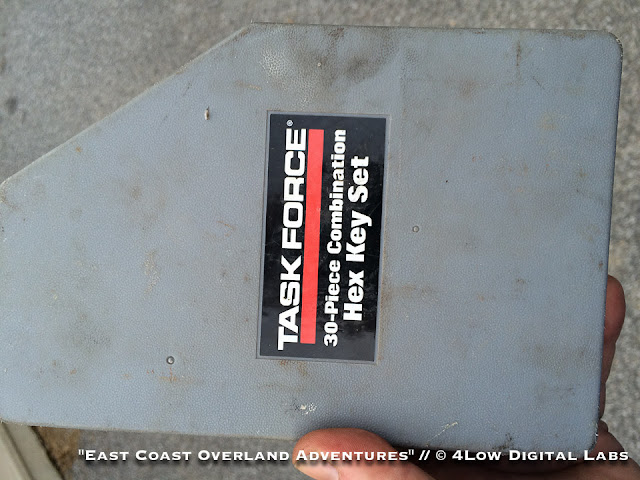 TASK FORCE®
30-Piece Combination
Hex Key Set
"East Coast Overland Adventures" // © 4Low Digital Labs